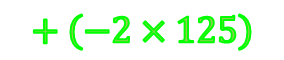 + (−2 × 125)